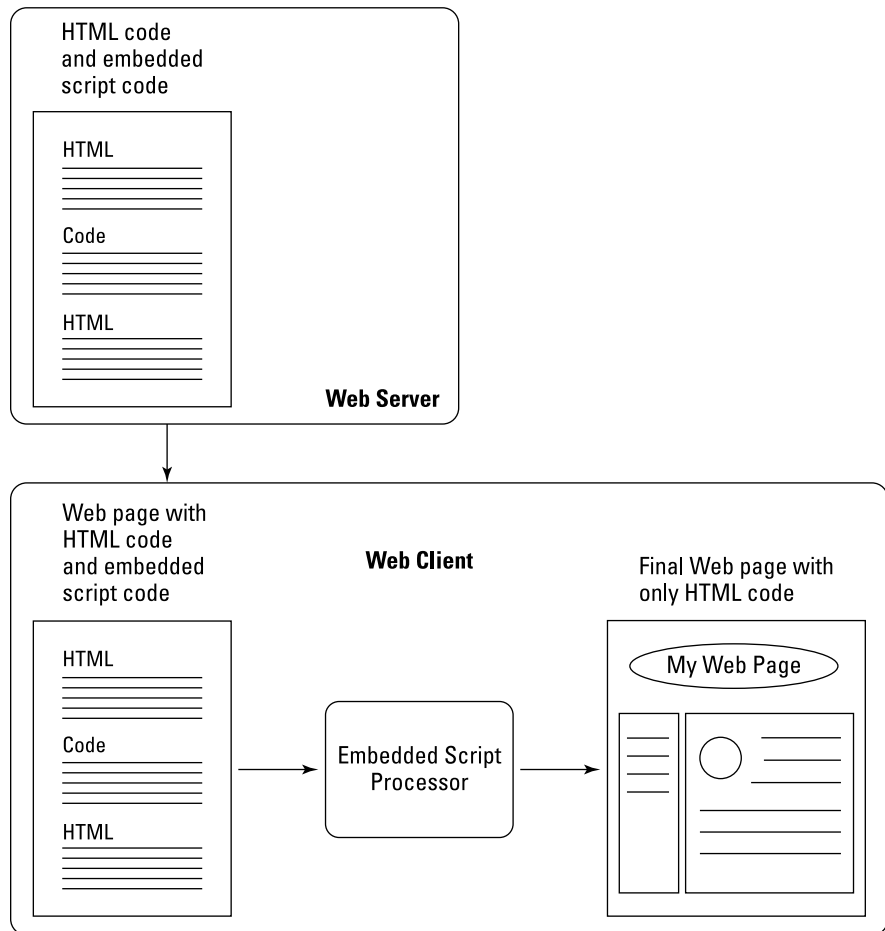 HTML code
and embedded
script code
HTML
Code
HTML
Web Server
Web page with
HTML code
and embedded
script code
HTML
Code
HTML
Web Client
Embedded Script
Processor
Final Web page with
only HTML code
My Web Page